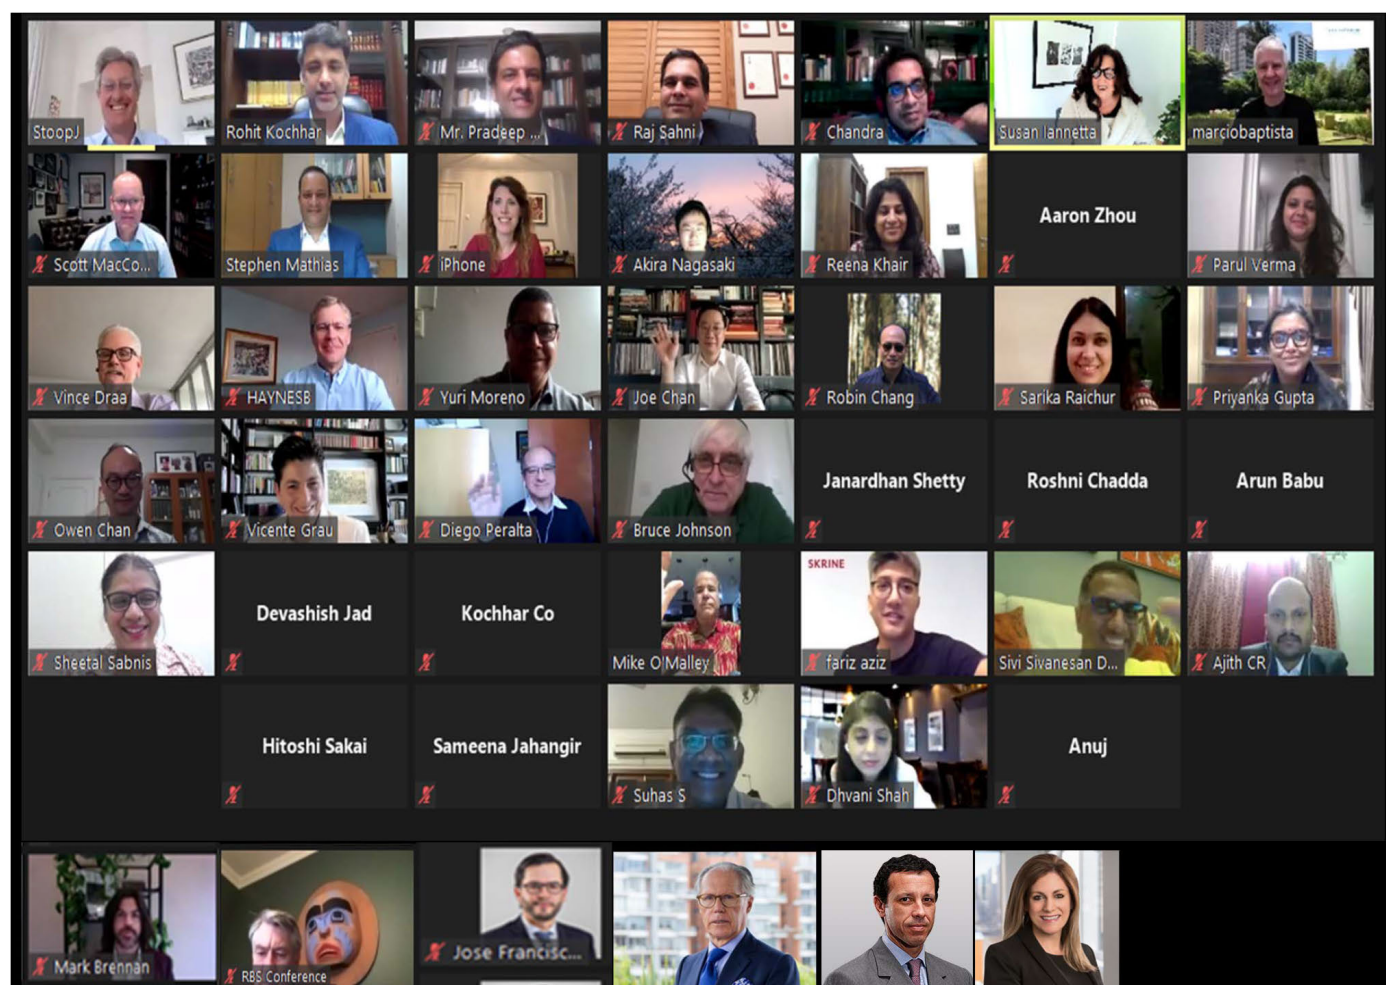 StoopJ
Rohit Kochhar
Mr. Pradeep ...
Raj Sahni
Chandra
Susan Iannetta
marciobaptista
Scott MacCo...
Stephen Mathias
iPhone
Akira Nagasaki
Reena Khair
Aaron Zhou
Parul Verma
Vince Draa
HAYNESB
Yuri Moreno
Joe Chan
Robin Chang
Sarika Raichur
Priyanka Gupta
Owen Chan
Vicente Grau
Diego Peralta
Bruce Johnson
Janardhan Shetty
Roshni Chadda
Arun Babu
Sheetal Sabnis
Devashish Jad
Kochhar Co
Mike O'Malley
SKRINE
fariz aziz
Sivi Sivanesan D...
Ajith CR
Hitoshi Sakai
Sameena Jahangir
Suhas S
Dhvani Shah
Anuj
Mark Brennan
RBS Conference
Jose Francisc...